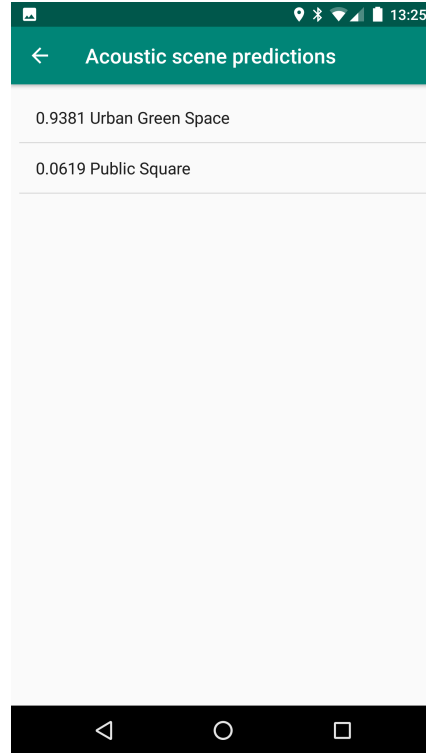 13:25
Acoustic scene predictions
0.9381 Urban Green Space
0.0619 Public Square